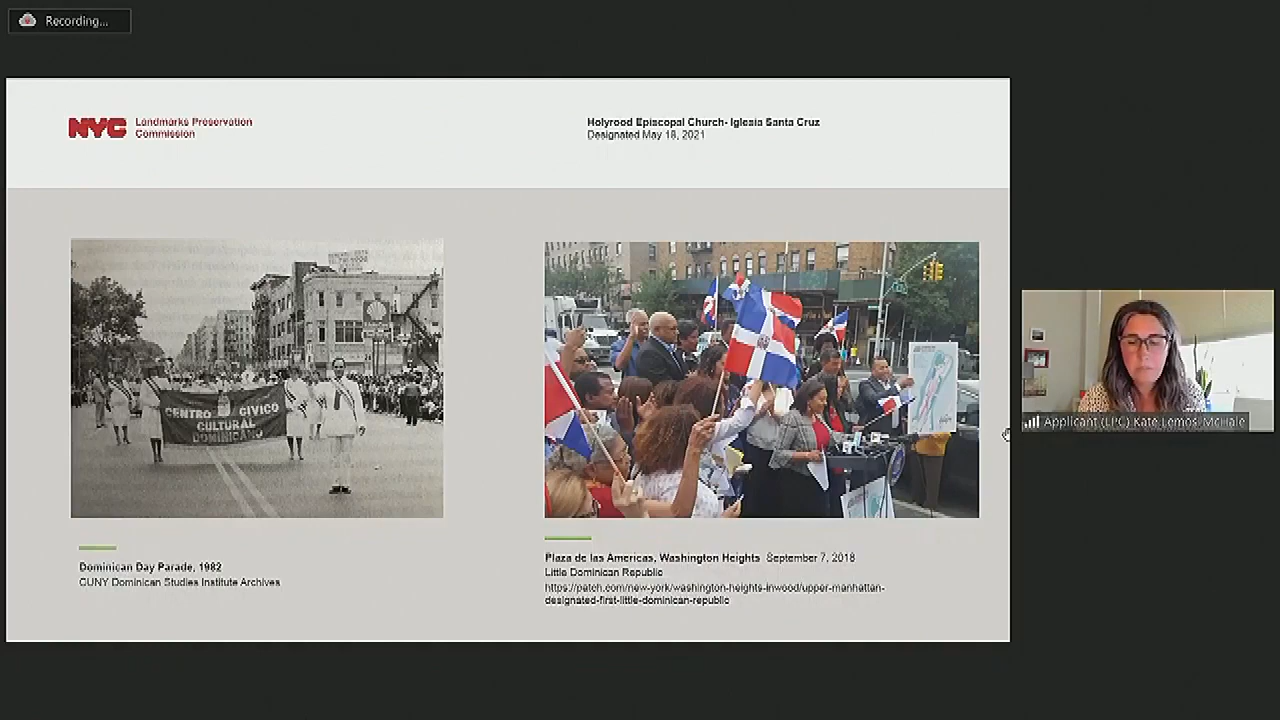 Recording...
NYC Landmarks Preservation
Commission
Holyrood Episcopal Church- Iglesia Santa Cruz
Designated May 18, 2021
CENTRO CIVICO
CULTURAL
DOMINICANO
Dominican Day Parade, 1982
CUNY Dominican Studies Institute Archives
Plaza de las Americas, Washington Heights September 7, 2018
Little Dominican Republic
https://patch.com/new-york/washington-heights-inwood/upper-manhattan-
designated-first-little-dominican-republic
Applicant (LPC) Kate Lemos McHale